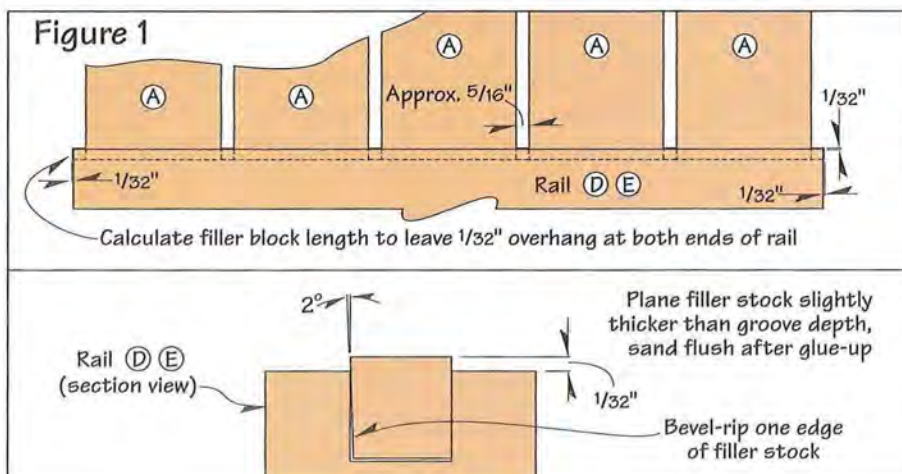 Figure 1
A A A A A
Approx. 5/16"
1/32"
1/32"
Rail D E
1/32"
Calculate filler block length to leave 1/32" overhang at both ends of rail
2°
Plane filler stock slightly
thicker than groove depth,
sand flush after glue-up
Rail D E
(section view)
1/32"
Bevel-rip one edge
of filler stock